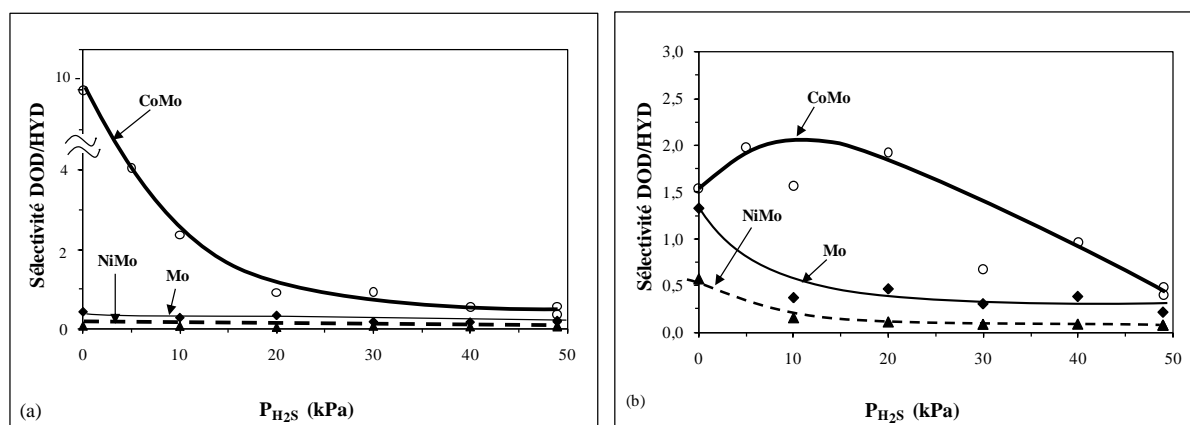 Sélectivité DOD/HYD
10
4
2
0
CoMo
NiMo
Mo
0 10 20 30 40 50
P_H2S (kPa)
(a)
Sélectivité DOD/HYD
3,0
2,5
2,0
1,5
1,0
0,5
0,0
CoMo
NiMo
Mo
0 10 20 30 40 50
P_H2S (kPa)
(b)